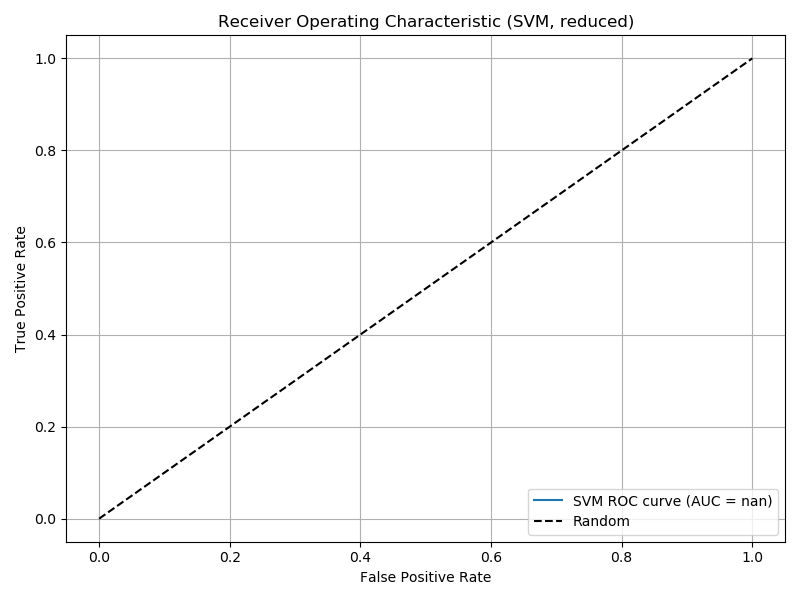 Receiver Operating Characteristic (SVM, reduced)
1.0
0.8
0.6
0.4
0.2
0.0
True Positive Rate
SVM ROC curve (AUC = nan)
Random
0.0 0.2 0.4 0.6 0.8 1.0
False Positive Rate